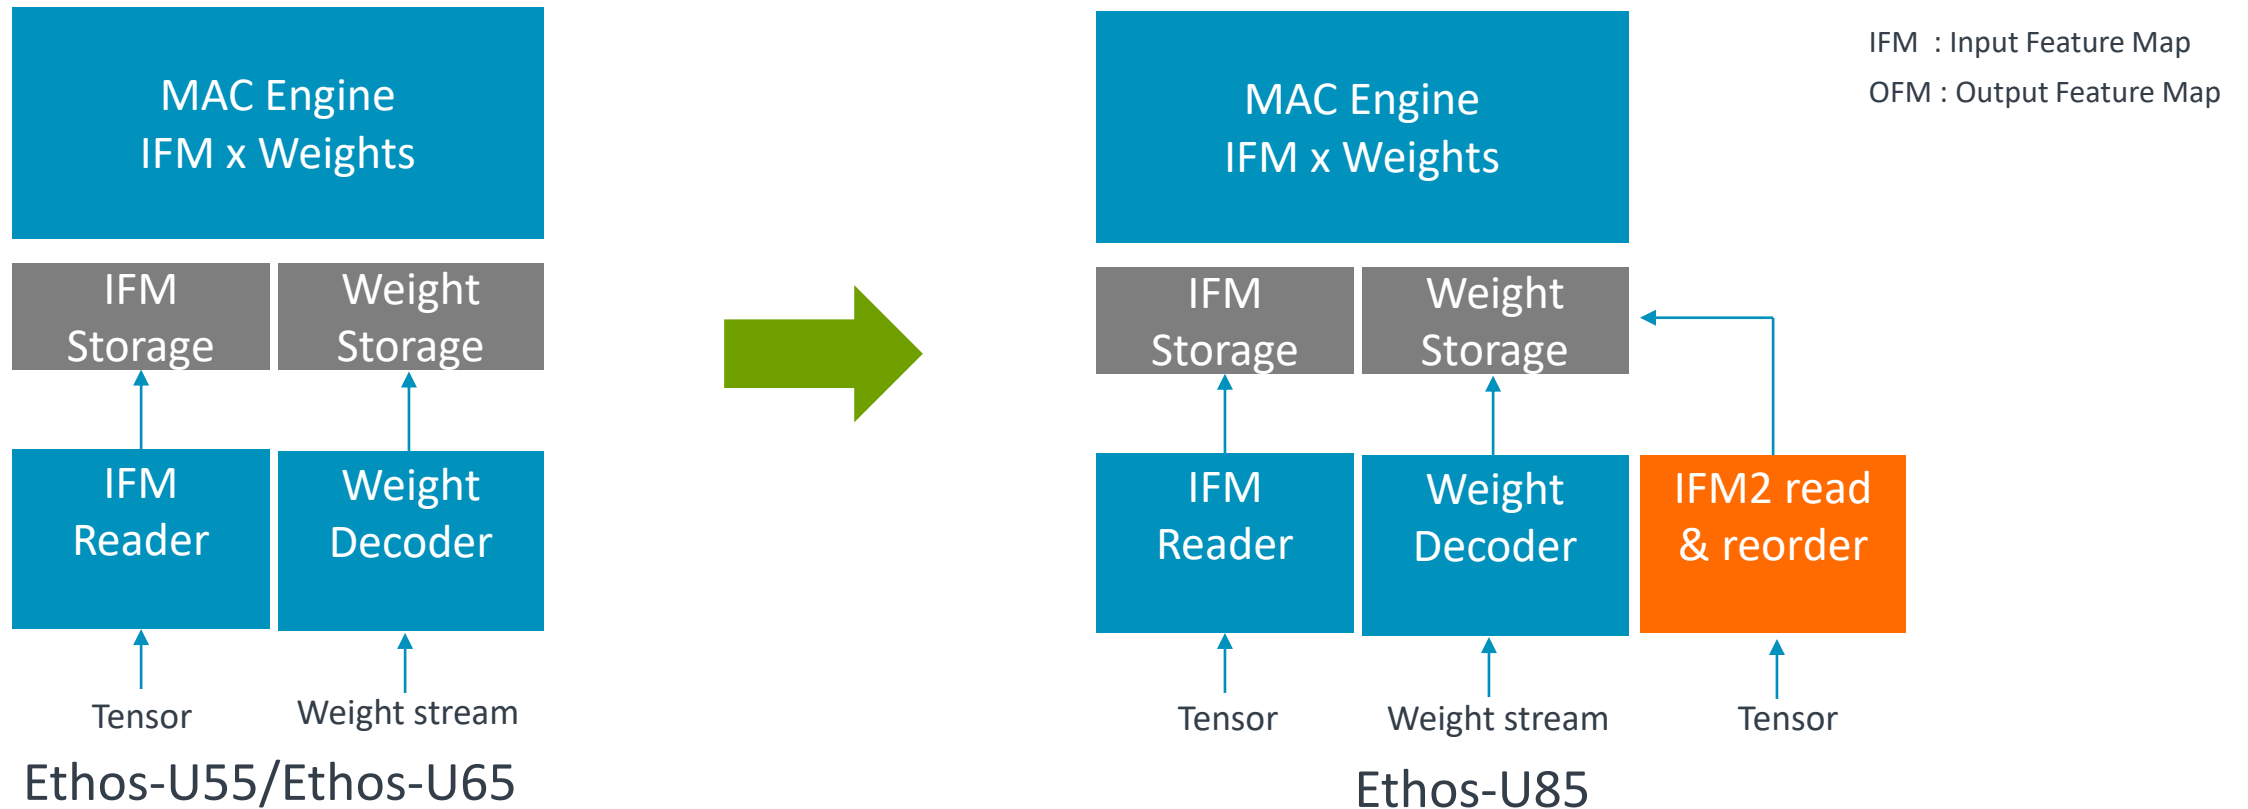 MAC Engine
IFM x Weights
IFM
Storage
Weight
Storage
IFM
Reader
Weight
Decoder
Tensor
Weight stream
Ethos-U55/Ethos-U65
MAC Engine
IFM x Weights
IFM
Storage
Weight
Storage
IFM
Reader
Weight
Decoder
IFM2 read
& reorder
Tensor
Weight stream
Tensor
Ethos-U85
IFM : Input Feature Map
OFM : Output Feature Map